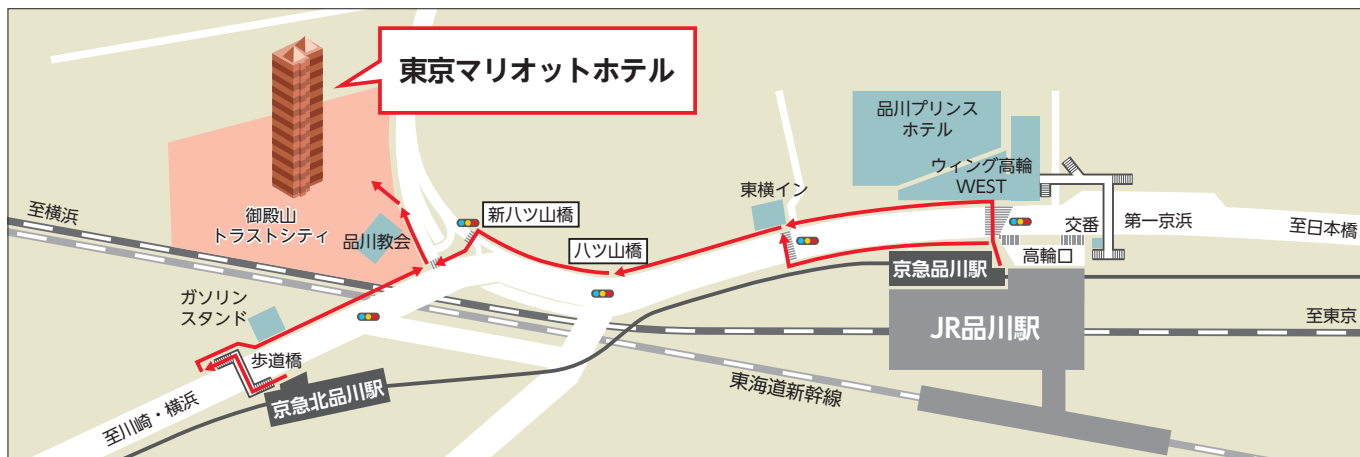 東京マリオットホテル
品川プリンス
ホテル
ウィング高輪
WEST
東横イン
至横浜
御殿山
トラストシティ
品川教会
新八ツ山橋
八ツ山橋
交番
第一京浜
至日本橋
高輪口
京急品川駅
ガソリン
スタンド
JR品川駅
至東京
歩道橋
京急北品川駅
東海道新幹線
至川崎・横浜